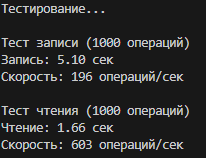 Тестирование...
Тест записи (1000 операций)
Запись: 5.10 сек
Скорость: 196 операций/сек
Тест чтения (1000 операций)
Чтение: 1.66 сек
Скорость: 603 операций/сек